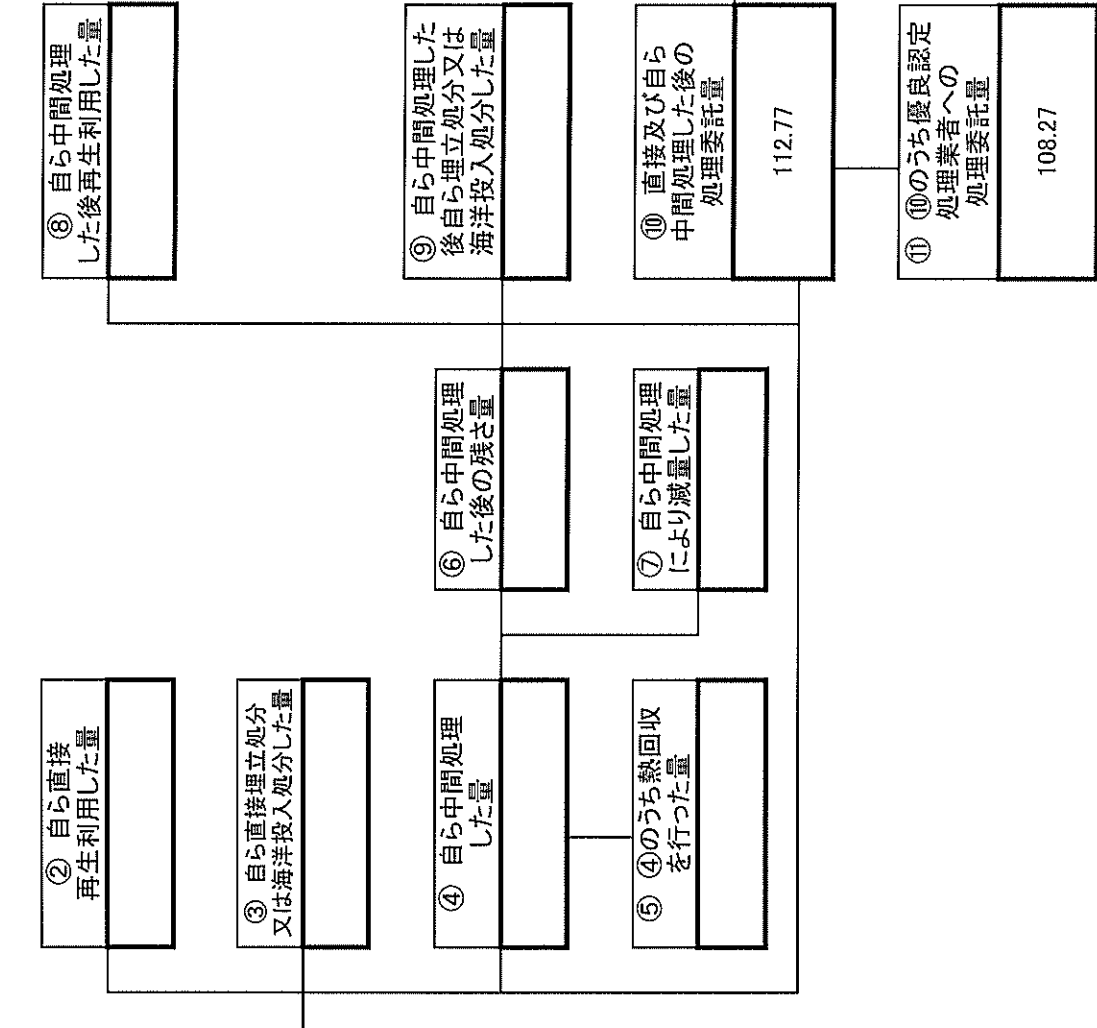 ② 自ら直接
再生利用した量
③ 自ら直接埋立処分
又は海洋投入処分した量
④ 自ら中間処理
した量
⑤ ④のうち熱回収
を行った量
⑥ 自ら中間処理
した後の残さ量
⑦ 自ら中間処理
により減量した量
⑧ 自ら中間処理
した後再生利用した量
⑨ 自ら中間処理した
後自ら埋立処分又は
海洋投入処分した量
⑩ 直接及び自ら
中間処理した後の
処理委託量
112.77
⑪ ⑩のうち優良認定
処理業者への
処理委託量
108.27